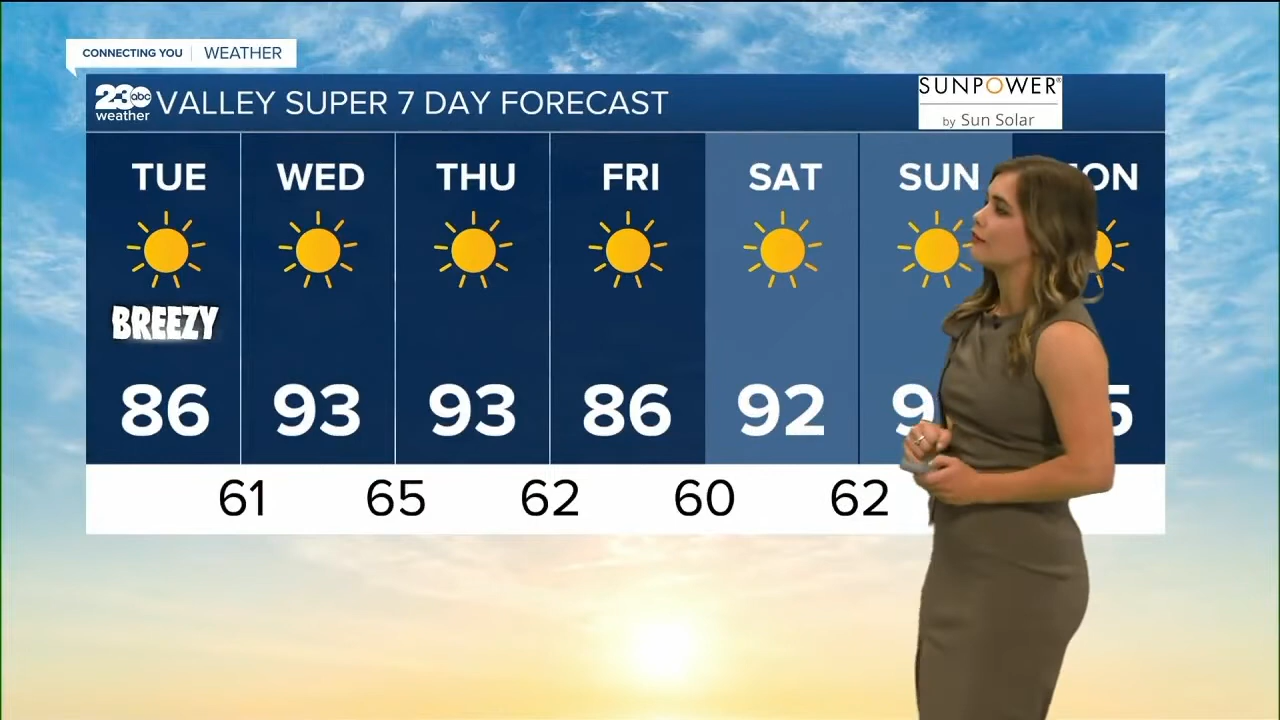 CONNECTING YOU WEATHER
23 abc
weather
VALLEY SUPER 7 DAY FORECAST
SUNPOWER®
by Sun Solar
TUE WED THU FRI SAT SUN
BREEZY
86 93 93 86 92
61 65 62 60 62